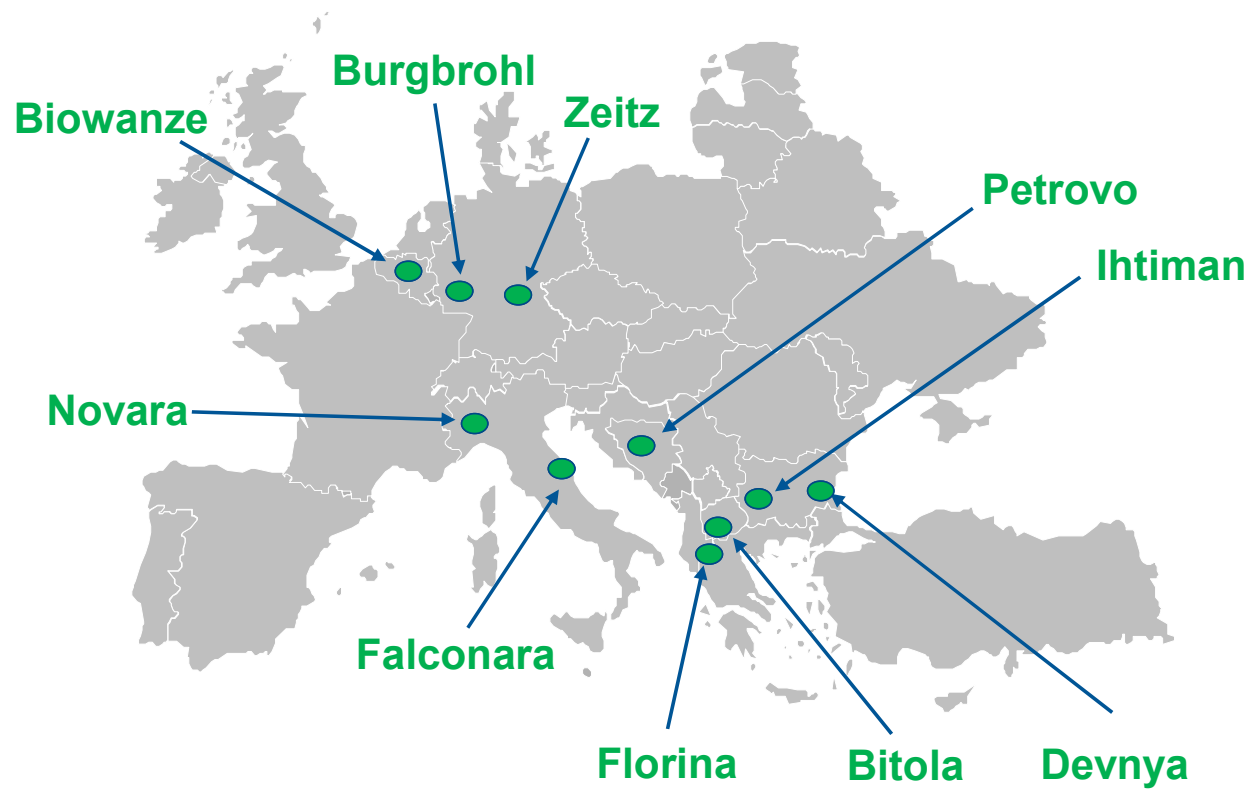 Burgbrohl
Biowanze
Zeitz
Petrovo
Ihtiman
Novara
Falconara
Florina
Bitola
Devnya